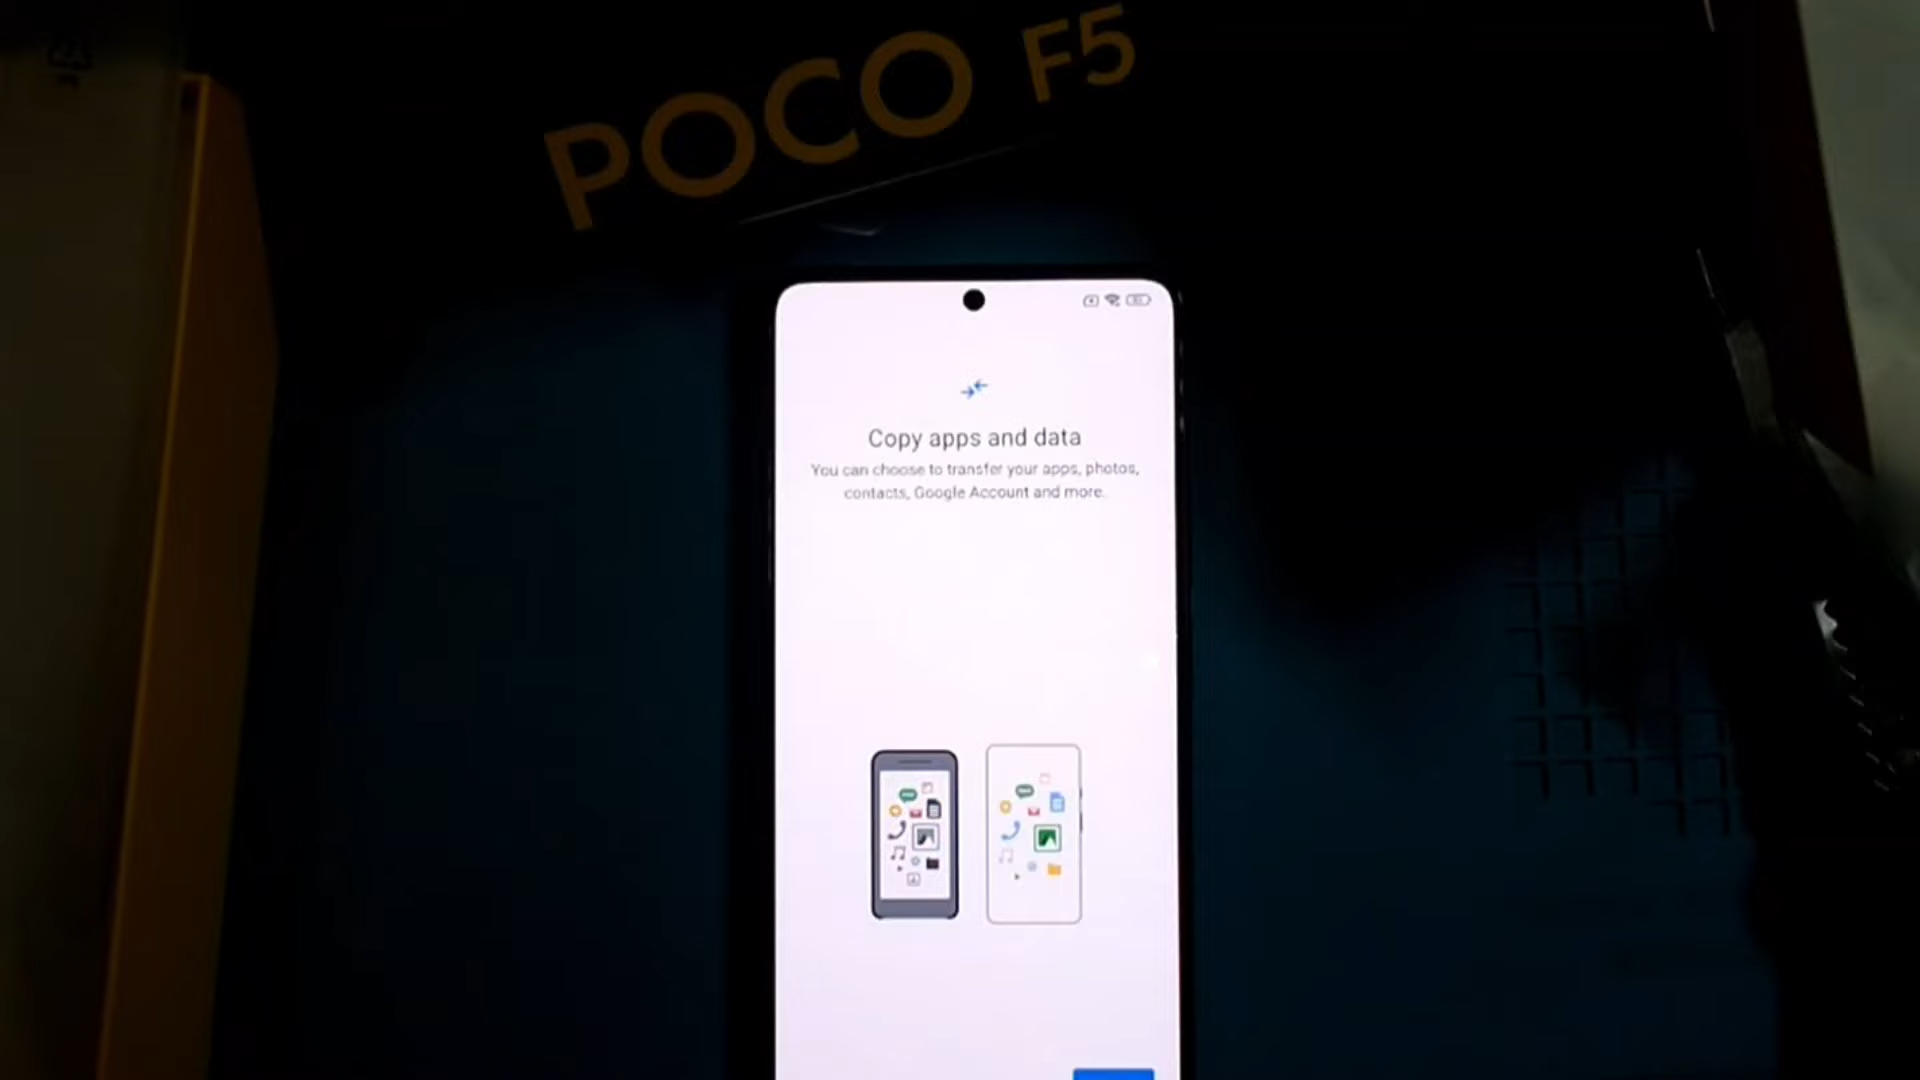 POCO F5
Copy apps and data
You can choose to transfer your apps, photos,
contacts, Google Account and more.